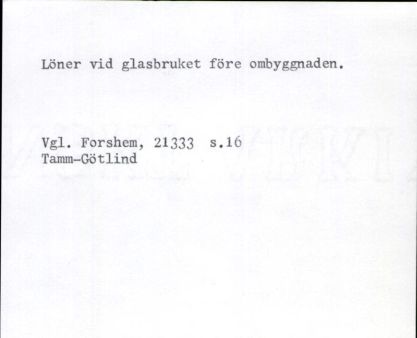 Löner vid glasbruket före ombyggnaden.
Vgl. Forshem, 21333 s.16
Tamm-Götlind